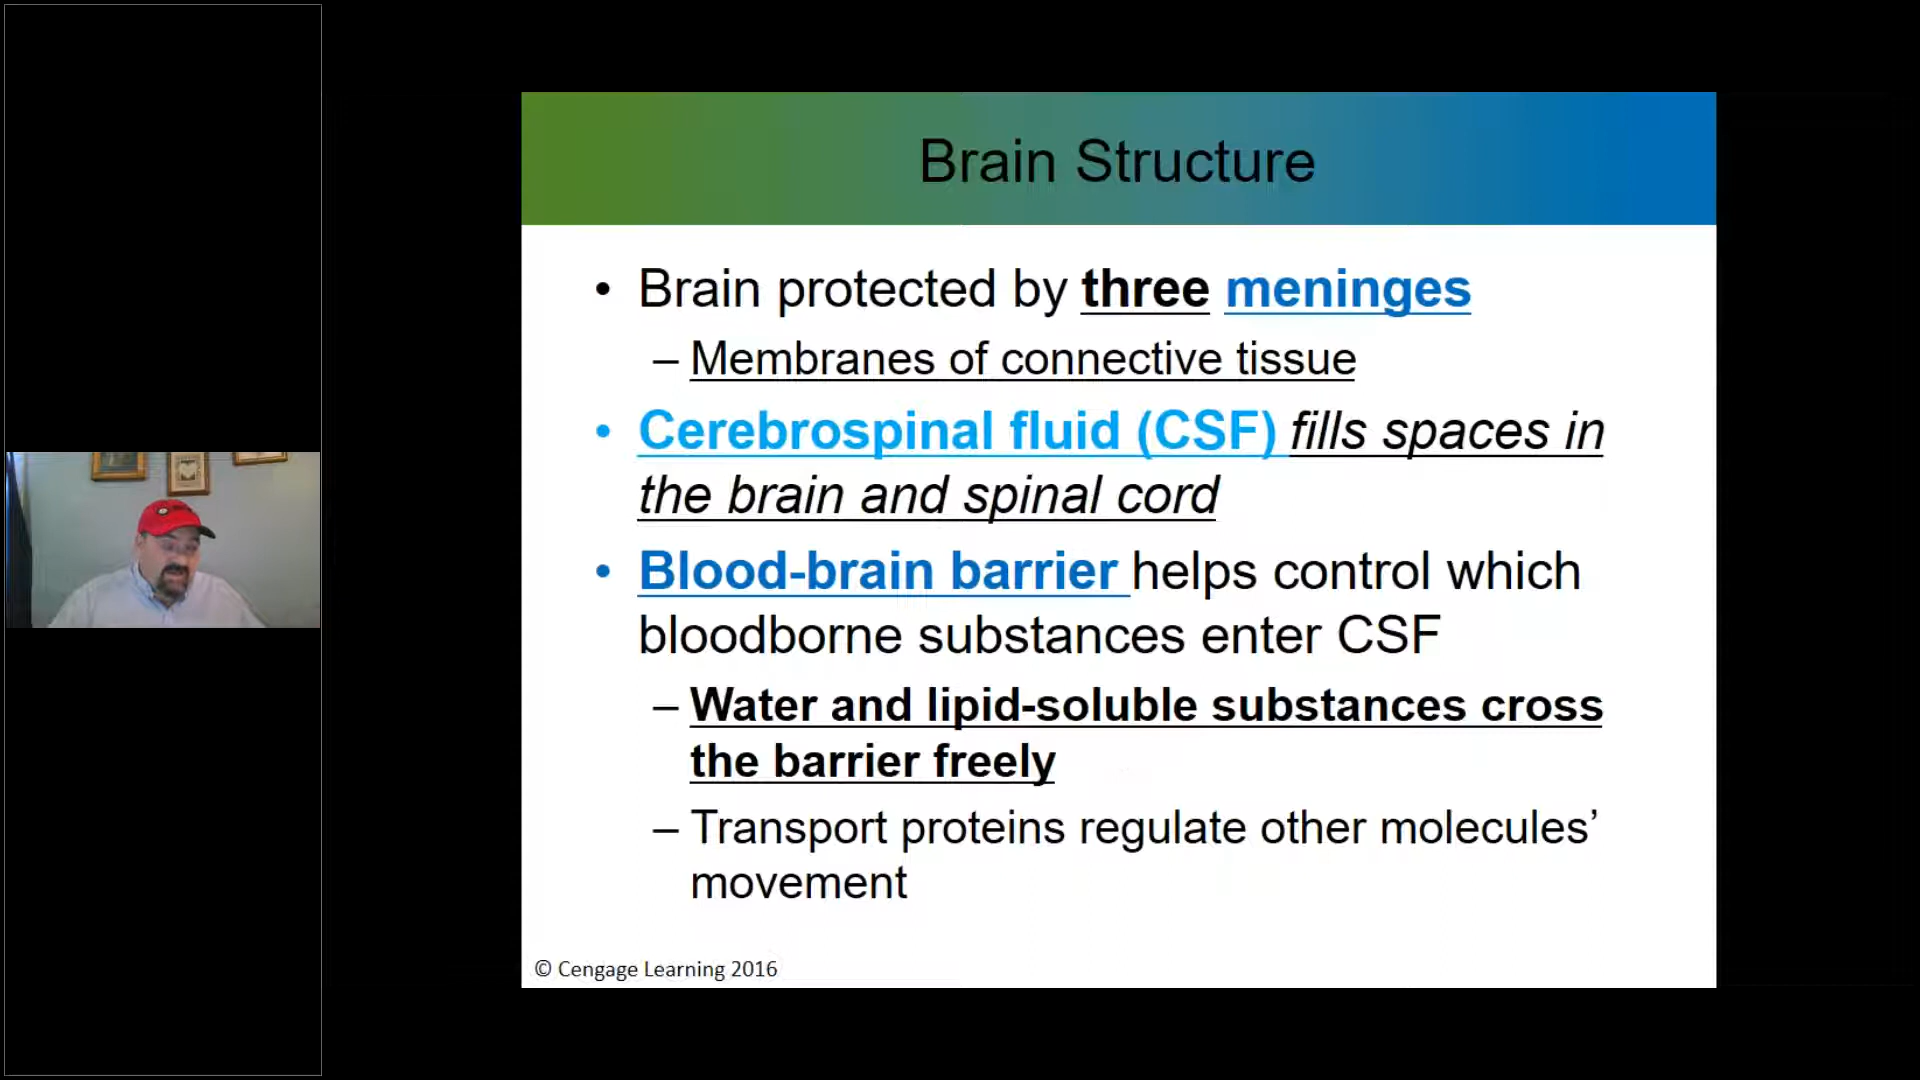 Brain Structure
• Brain protected by three meninges
– Membranes of connective tissue
• Cerebrospinal fluid (CSF) fills spaces in
the brain and spinal cord
• Blood-brain barrier helps control which
bloodborne substances enter CSF
– Water and lipid-soluble substances cross
the barrier freely
– Transport proteins regulate other molecules’
movement
© Cengage Learning 2016